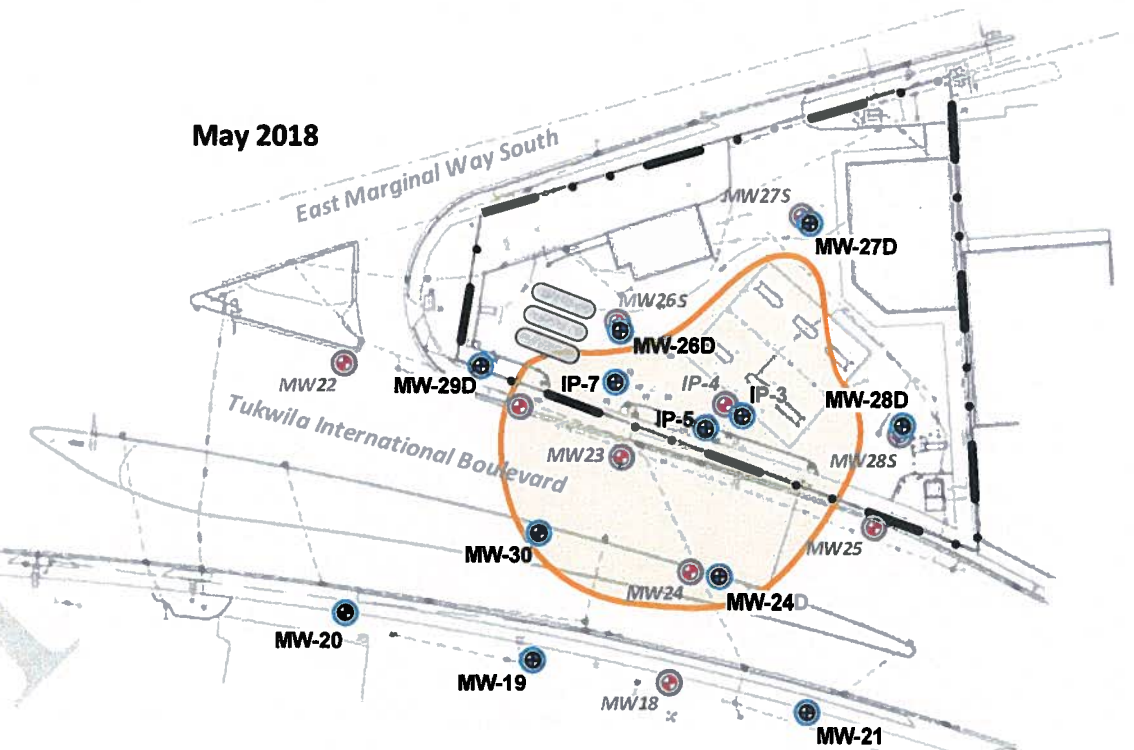 May 2018
East Marginal Way South
MW27S
MW-27D
MW26S
MW-26D
MW22
MW-29D
IP-7
IP-4
IP-3
IP-5
MW-28D
MW28S
Tukwila International Boulevard
MW23
MW25
MW-30
MW24
MW-24D
MW-20
MW-19
MW18
MW-21